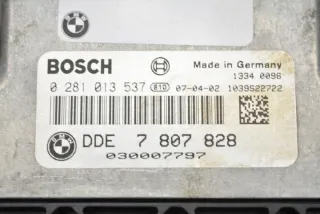 BOSCH
Made in Germany
1334 0096
0 281 013 537 810 07-04-02 1039S22722
DDE 7 807 828
030007797